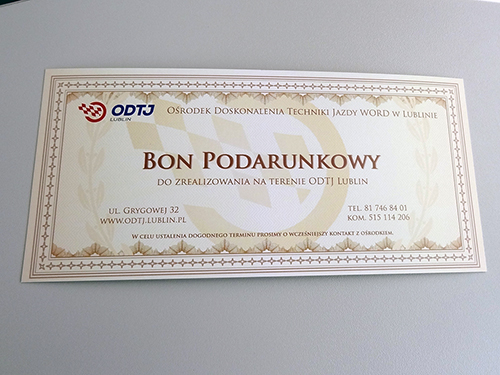 ODTJ
LUBLIN
Ośrodek Doskonalenia Techniki Jazdy WORD w Lublinie
Bon Podarunkowy
do zrealizowania na terenie ODTJ Lublin
ul. Grygowej 32
www.odtj.lublin.pl
tel. 81 746 84 01
kom. 515 114 206
W celu ustalenia dogodnego terminu prosimy o wcześniejszy kontakt z ośrodkiem.